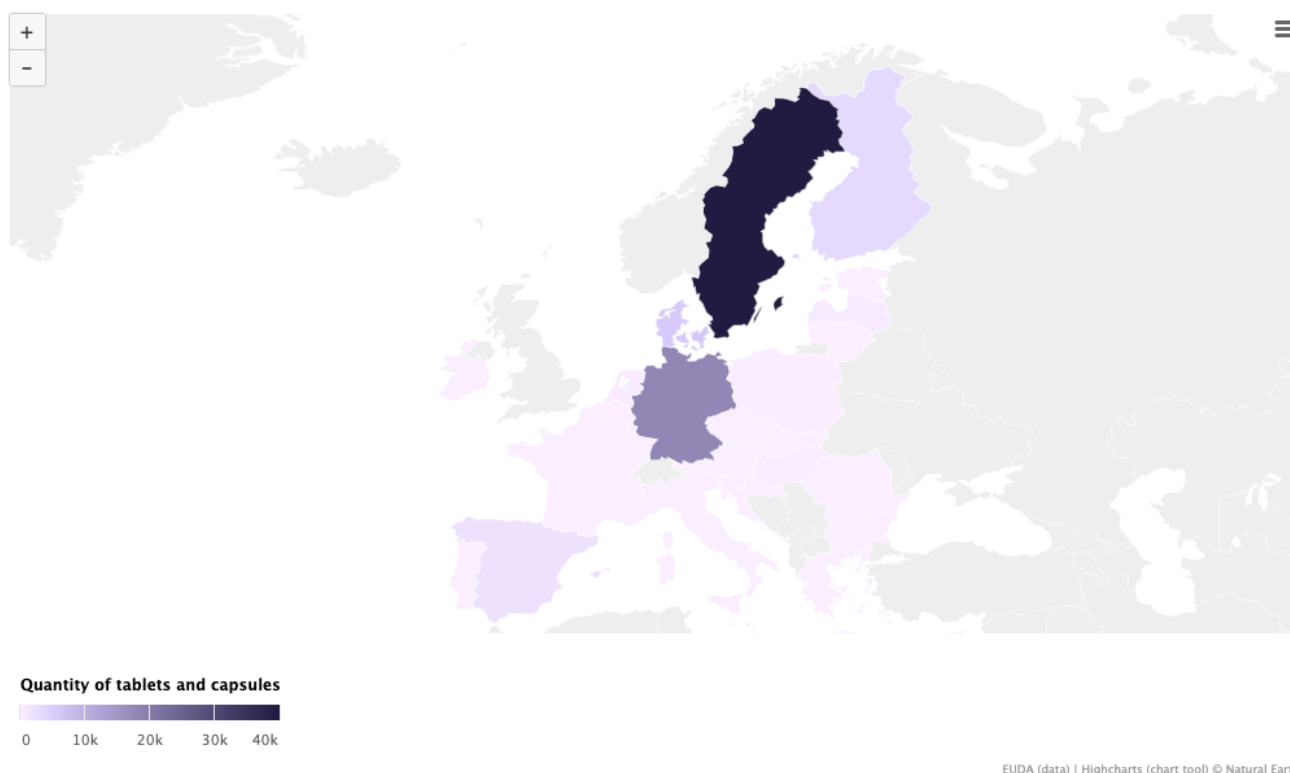 +
−
Quantity of tablets and capsules
0 10k 20k 30k 40k
EUDA (data) | Highcharts (chart tool) © Natural Eart